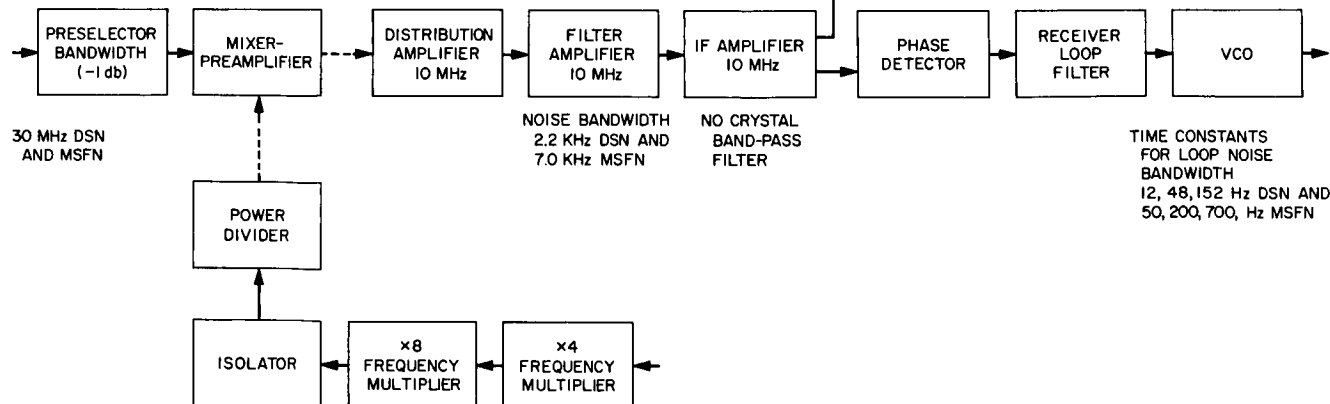 PRESELECTOR
BANDWIDTH
(-1 db)
MIXER-
PREAMPLIFIER
DISTRIBUTION
AMPLIFIER
10 MHz
FILTER
AMPLIFIER
10 MHz
IF AMPLIFIER
10 MHz
PHASE
DETECTOR
RECEIVER
LOOP
FILTER
VCO
30 MHz DSN
AND MSFN
NOISE BANDWIDTH
2.2 KHz DSN AND
7.0 KHz MSFN
NO CRYSTAL
BAND-PASS
FILTER
TIME CONSTANTS
FOR LOOP NOISE
BANDWIDTH
12, 48, 152 Hz DSN AND
50, 200, 700, Hz MSFN
POWER
DIVIDER
ISOLATOR
×8
FREQUENCY
MULTIPLIER
×4
FREQUENCY
MULTIPLIER